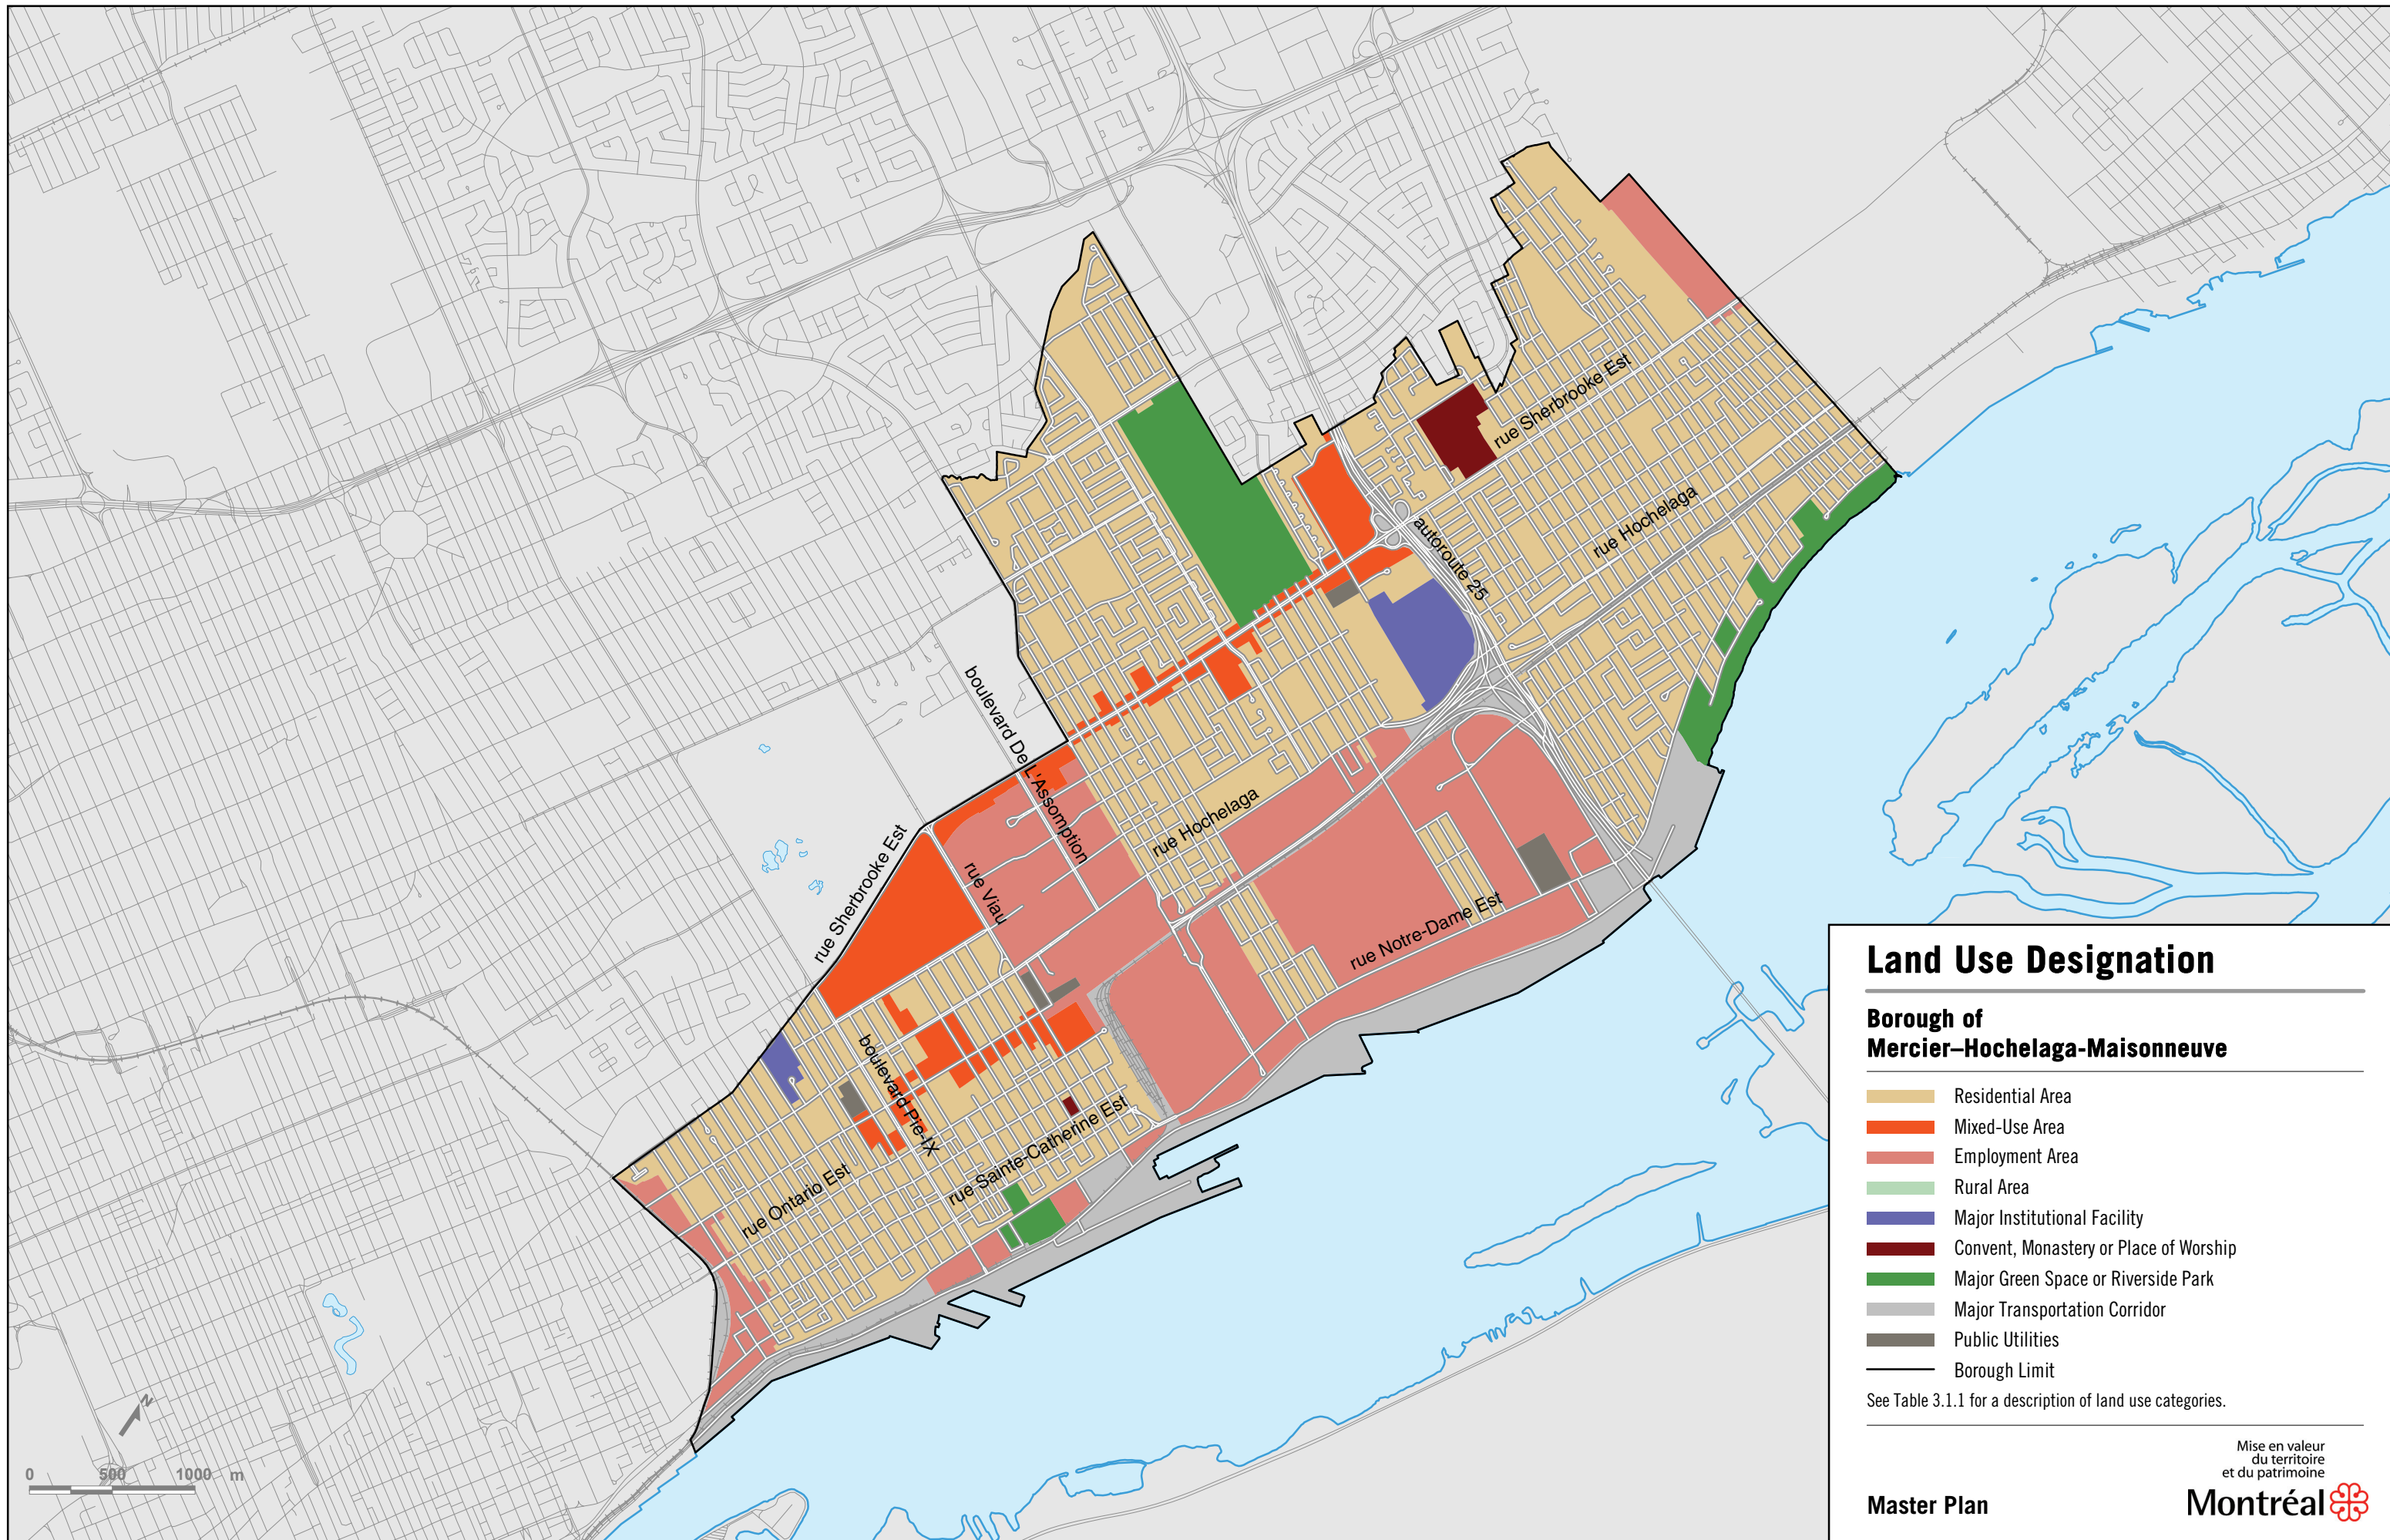 rue Sherbrooke Est
rue Hochelaga
autoroute 25
boulevard De L'Assomption
rue Hochelaga
rue Sherbrooke Est
rue Viau
rue Notre-Dame Est
boulevard Pie-IX
rue Sainte-Catherine Est
rue Ontario Est
N
0 500 1000 m
Land Use Designation
Borough of
Mercier–Hochelaga-Maisonneuve
Residential Area
Mixed-Use Area
Employment Area
Rural Area
Major Institutional Facility
Convent, Monastery or Place of Worship
Major Green Space or Riverside Park
Major Transportation Corridor
Public Utilities
Borough Limit
See Table 3.1.1 for a description of land use categories.
Mise en valeur
du territoire
et du patrimoine
Master Plan
Montréal